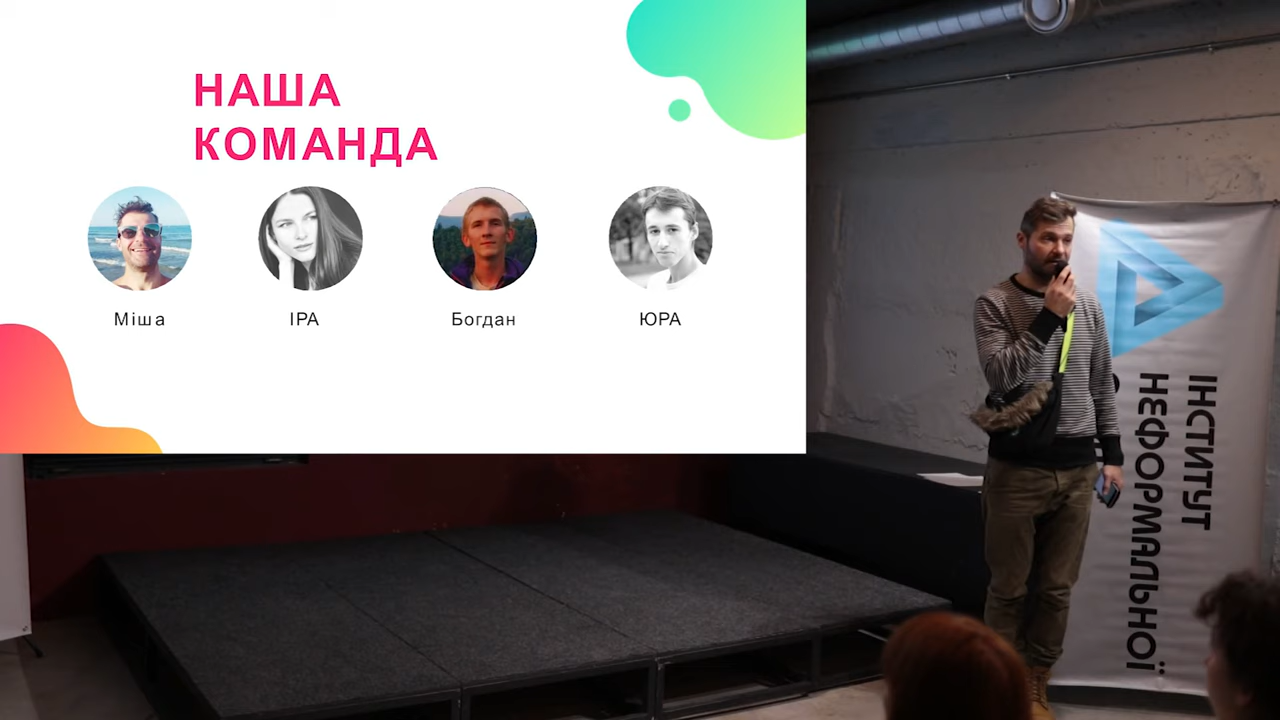 НАША
КОМАНДА
Міша
ІРА
Богдан
ЮРА
ІНСТИТУТ
НЕФОРМАЛЬНОЇ